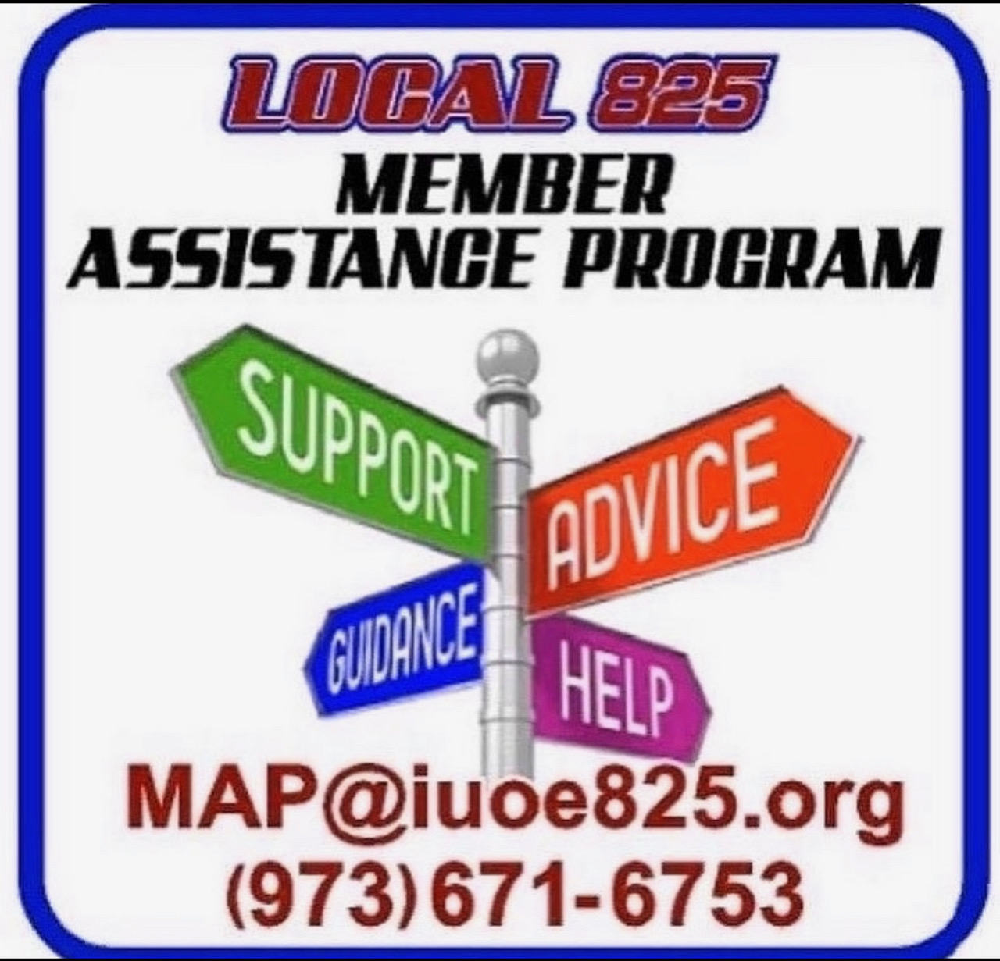 LOCAL 825
MEMBER
ASSISTANCE PROGRAM
SUPPORT
ADVICE
GUIDANCE
HELP
MAP@iuoe825.org
(973)671-6753